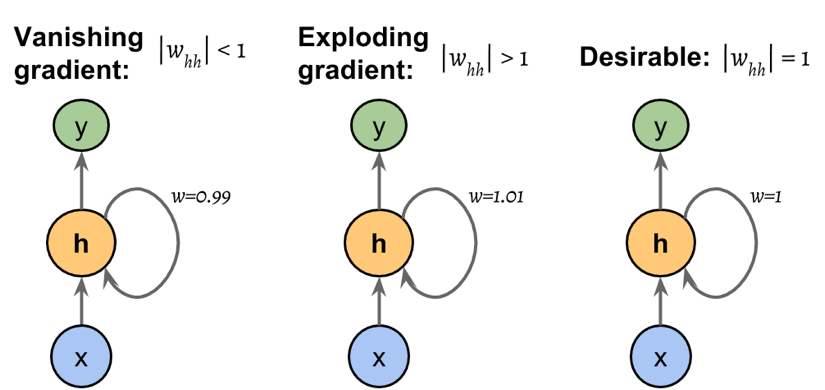 Vanishing gradient: |w_hh| < 1
Exploding gradient: |w_hh| > 1
Desirable: |w_hh| = 1
y
h
x
w=0.99
y
h
x
w=1.01
y
h
x
w=1